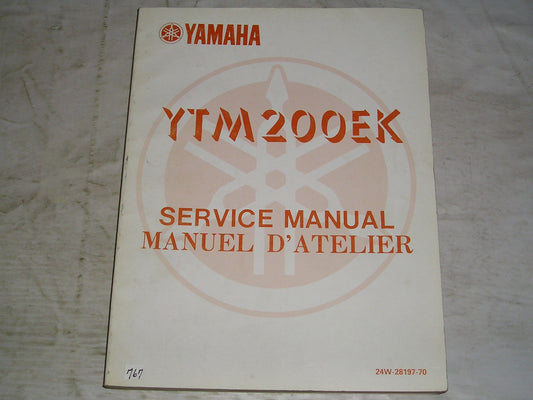 YAMAHA
YTM200EK
SERVICE MANUAL
MANUEL D'ATELIER
767
24W-28197-70